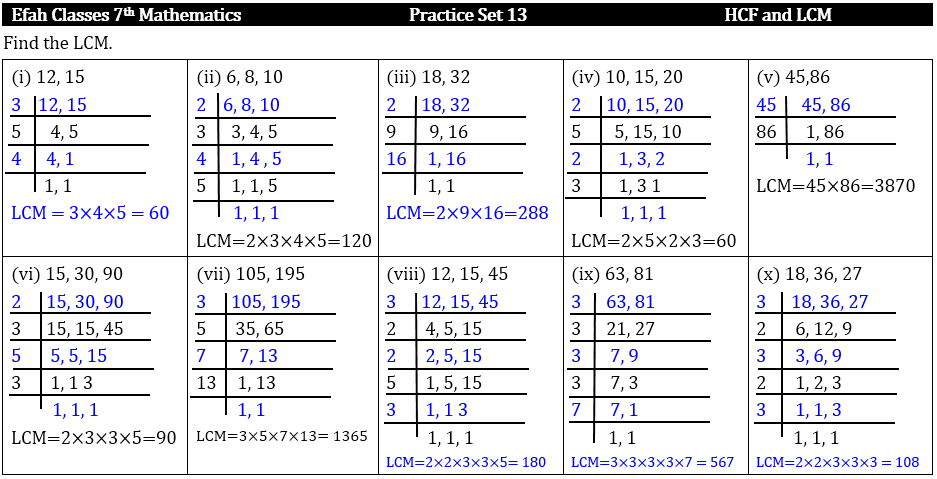 Efah Classes 7th Mathematics Practice Set 13 HCF and LCM
Find the LCM.
(i) 12, 15
3 12, 15
5 4, 5
4 4, 1
1, 1
LCM = 3×4×5 = 60
(ii) 6, 8, 10
2 6, 8, 10
3 3, 4, 5
4 1, 4 , 5
5 1, 1, 5
1, 1, 1
LCM=2×3×4×5=120
(iii) 18, 32
2 18, 32
9 9, 16
16 1, 16
1, 1
LCM=2×9×16=288
(iv) 10, 15, 20
2 10, 15, 20
5 5, 15, 10
2 1, 3, 2
3 1, 3 1
1, 1, 1
LCM=2×5×2×3=60
(v) 45,86
45 45, 86
86 1, 86
1, 1
LCM=45×86=3870
(vi) 15, 30, 90
2 15, 30, 90
3 15, 15, 45
5 5, 5, 15
3 1, 1 3
1, 1, 1
LCM=2×3×3×5=90
(vii) 105, 195
3 105, 195
5 35, 65
7 7, 13
13 1, 13
1, 1
LCM=3×5×7×13= 1365
(viii) 12, 15, 45
3 12, 15, 45
2 4, 5, 15
2 2, 5, 15
5 1, 5, 15
3 1, 1 3
1, 1, 1
LCM=2×2×3×3×5= 180
(ix) 63, 81
3 63, 81
3 21, 27
3 7, 9
3 7, 3
7 7, 1
1, 1
LCM=3×3×3×3×7 = 567
(x) 18, 36, 27
3 18, 36, 27
2 6, 12, 9
3 3, 6, 9
2 1, 2, 3
3 1, 1, 3
1, 1, 1
LCM=2×2×3×3×3 = 108